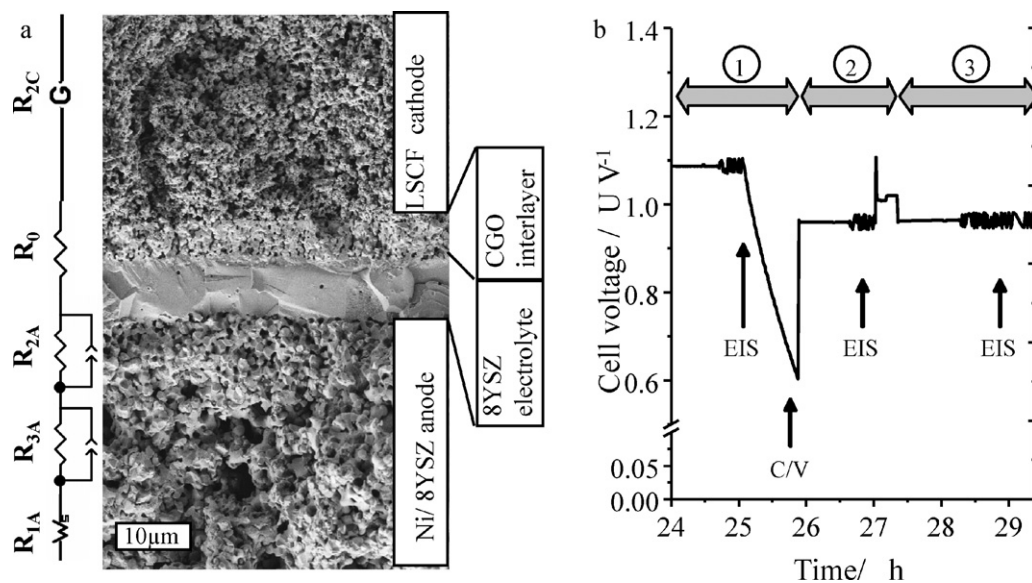 a
R2C
R0
R2A
R3A
R1A
G
Ws
10µm
LSCF cathode
CGO
interlayer
8YSZ
electrolyte
Ni/ 8YSZ anode
b
1
2
3
Cell voltage / U V-1
1.4
1.2
1.0
0.8
0.6
0.05
0.00
EIS
EIS
EIS
C/V
24
25
26
27
28
29
Time/ h